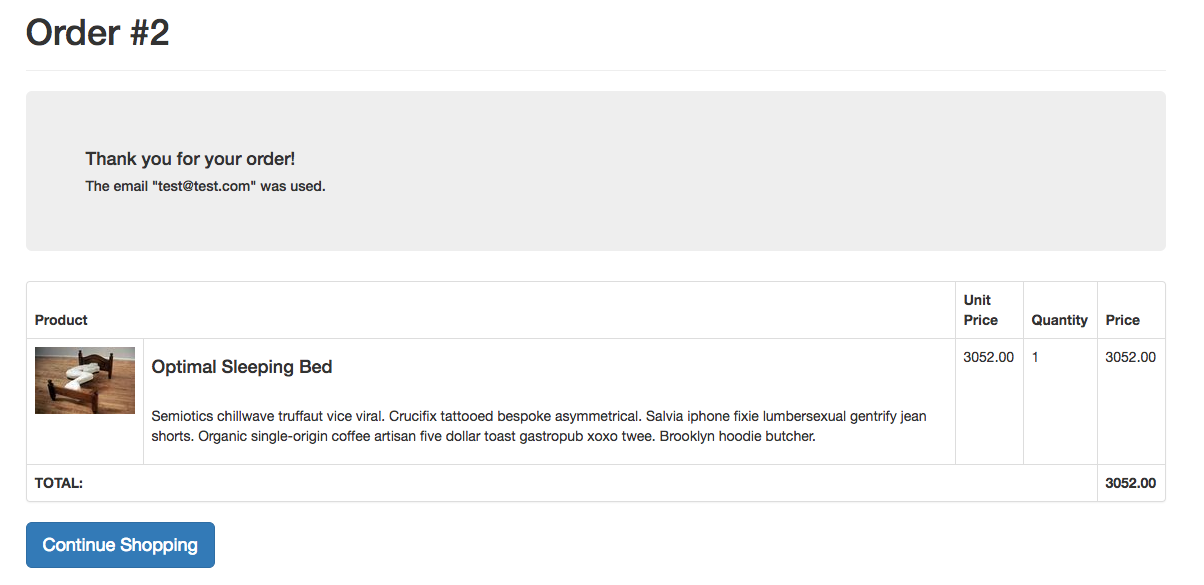 Order #2
Thank you for your order!
The email "test@test.com" was used.
Product
Unit
Price
Quantity
Price
Optimal Sleeping Bed
3052.00
1
3052.00
Semiotics chillwave truffaut vice viral. Crucifix tattooed bespoke asymmetrical. Salvia iphone fixie lumbersexual gentrify jean
shorts. Organic single-origin coffee artisan five dollar toast gastropub xoxo twee. Brooklyn hoodie butcher.
TOTAL:
3052.00
Continue Shopping